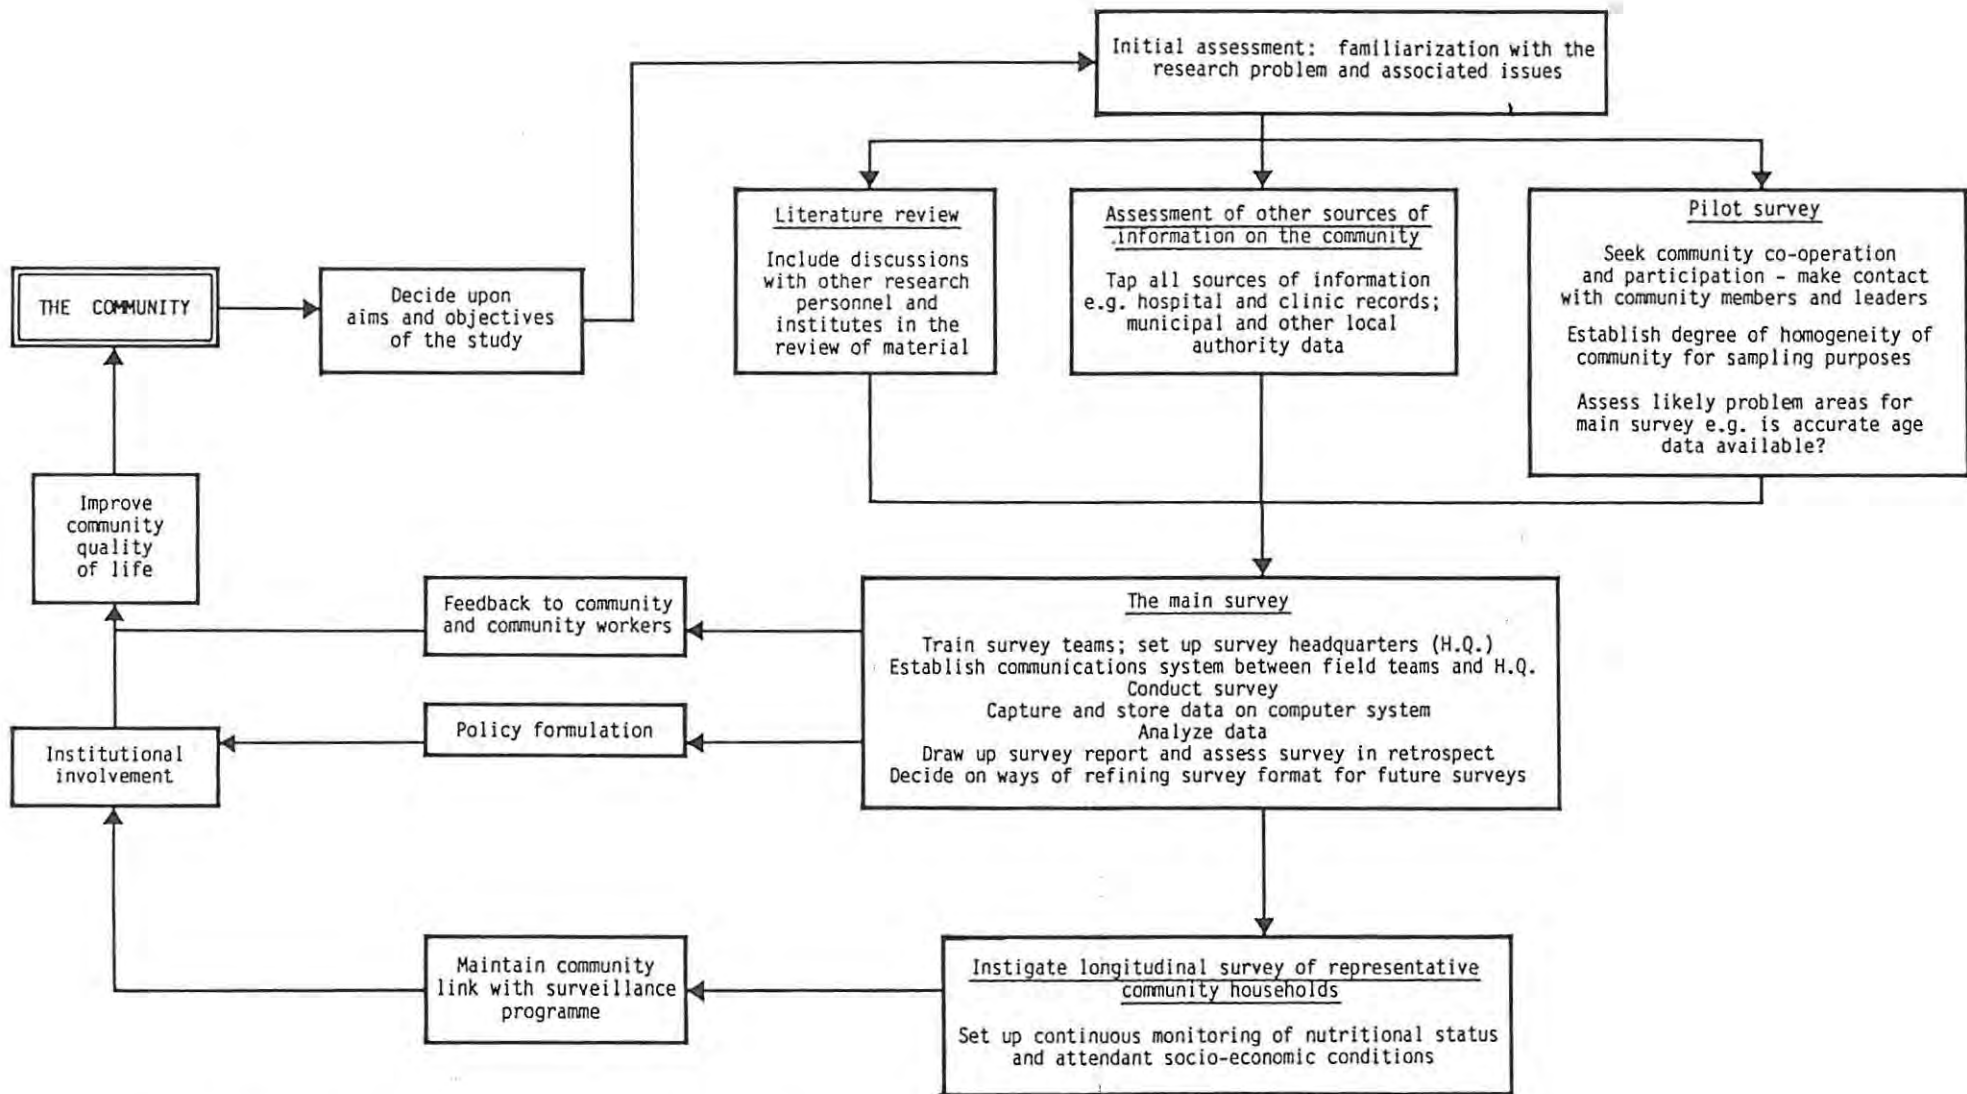 Initial assessment: familiarization with the
research problem and associated issues
Literature review
Include discussions
with other research
personnel and
institutes in the
review of material
Assessment of other sources of
information on the community
Tap all sources of information
e.g. hospital and clinic records;
municipal and other local
authority data
Pilot survey
Seek community co-operation
and participation - make contact
with community members and leaders
Establish degree of homogeneity of
community for sampling purposes
Assess likely problem areas for
main survey e.g. is accurate age
data available?
THE COMMUNITY
Decide upon
aims and objectives
of the study
Improve
community
quality
of life
Feedback to community
and community workers
The main survey
Train survey teams; set up survey headquarters (H.Q.)
Establish communications system between field teams and H.Q.
Conduct survey
Capture and store data on computer system
Analyze data
Draw up survey report and assess survey in retrospect
Decide on ways of refining survey format for future surveys
Policy formulation
Institutional
involvement
Maintain community
link with surveillance
programme
Instigate longitudinal survey of representative
community households
Set up continuous monitoring of nutritional status
and attendant socio-economic conditions